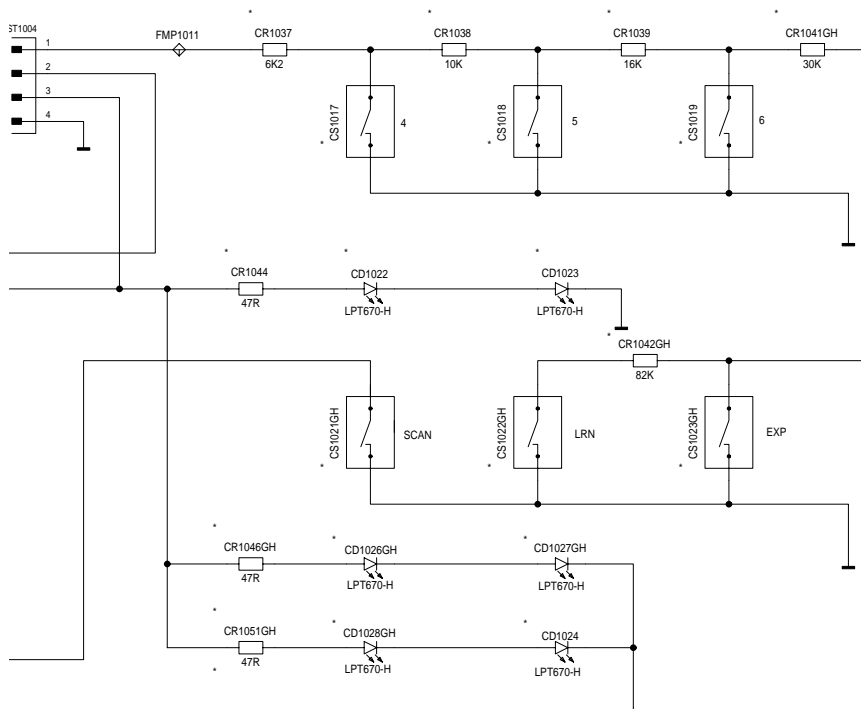 ST1004
1
2
3
4
FMP1011
*
CR1037
6K2
*
CR1038
10K
*
CR1039
16K
*
CR1041GH
30K
CS1017
4
*
CS1018
5
*
CS1019
6
*
*
CR1044
47R
*
CD1022
LPT670-H
*
CD1023
LPT670-H
*
CR1042GH
82K
CS1021GH
SCAN
*
CS1022GH
LRN
*
CS1023GH
EXP
*
*
CR1046GH
47R
*
CD1026GH
LPT670-H
*
CD1027GH
LPT670-H
*
CR1051GH
47R
*
*
CD1028GH
LPT670-H
*
CD1024
LPT670-H